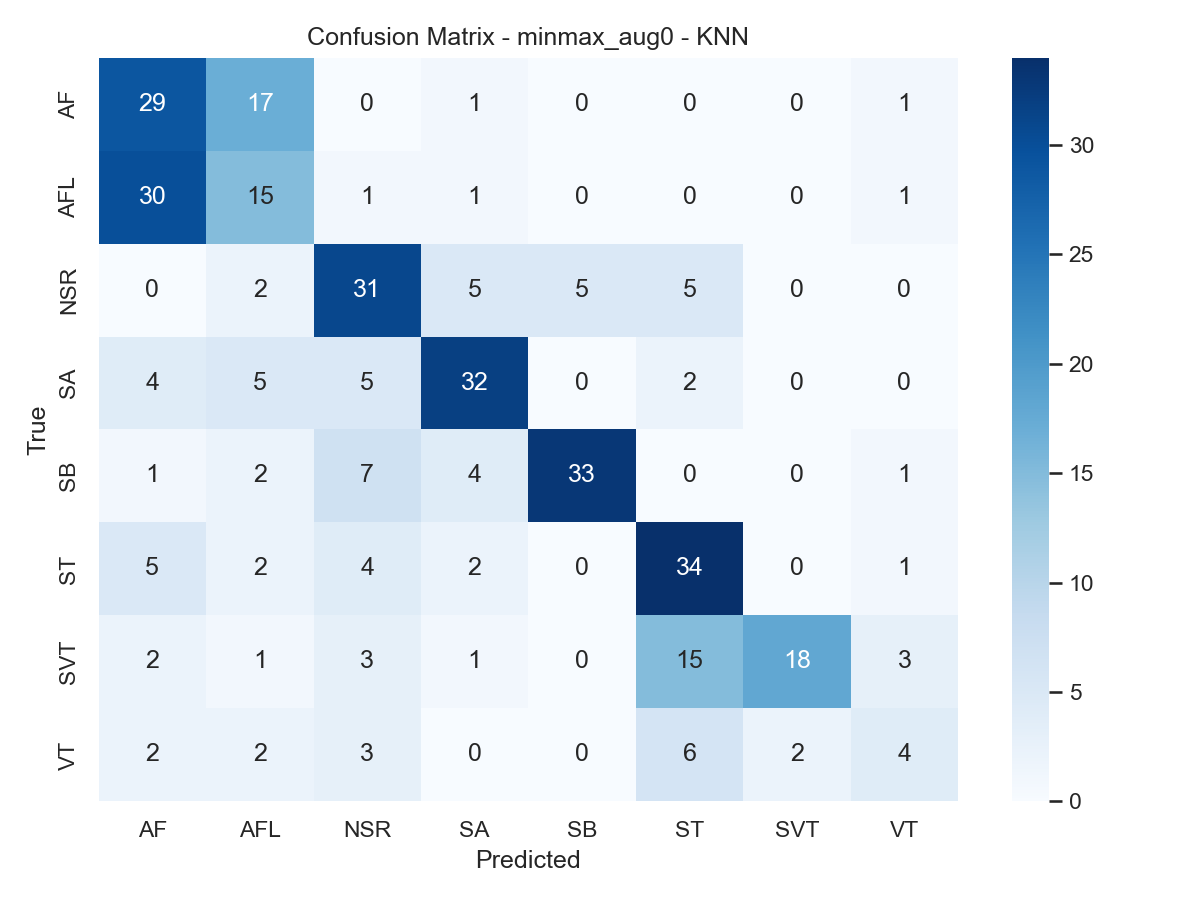 Confusion Matrix - minmax_aug0 - KNN
AF 29 17 0 1 0 0 0 1
AFL 30 15 1 1 0 0 0 1
NSR 0 2 31 5 5 5 0 0
SA 4 5 5 32 0 2 0 0
SB 1 2 7 4 33 0 0 1
ST 5 2 4 2 0 34 0 1
SVT 2 1 3 1 0 15 18 3
VT 2 2 3 0 0 6 2 4
AF AFL NSR SA SB ST SVT VT
Predicted
True
30
25
20
15
10
5
0